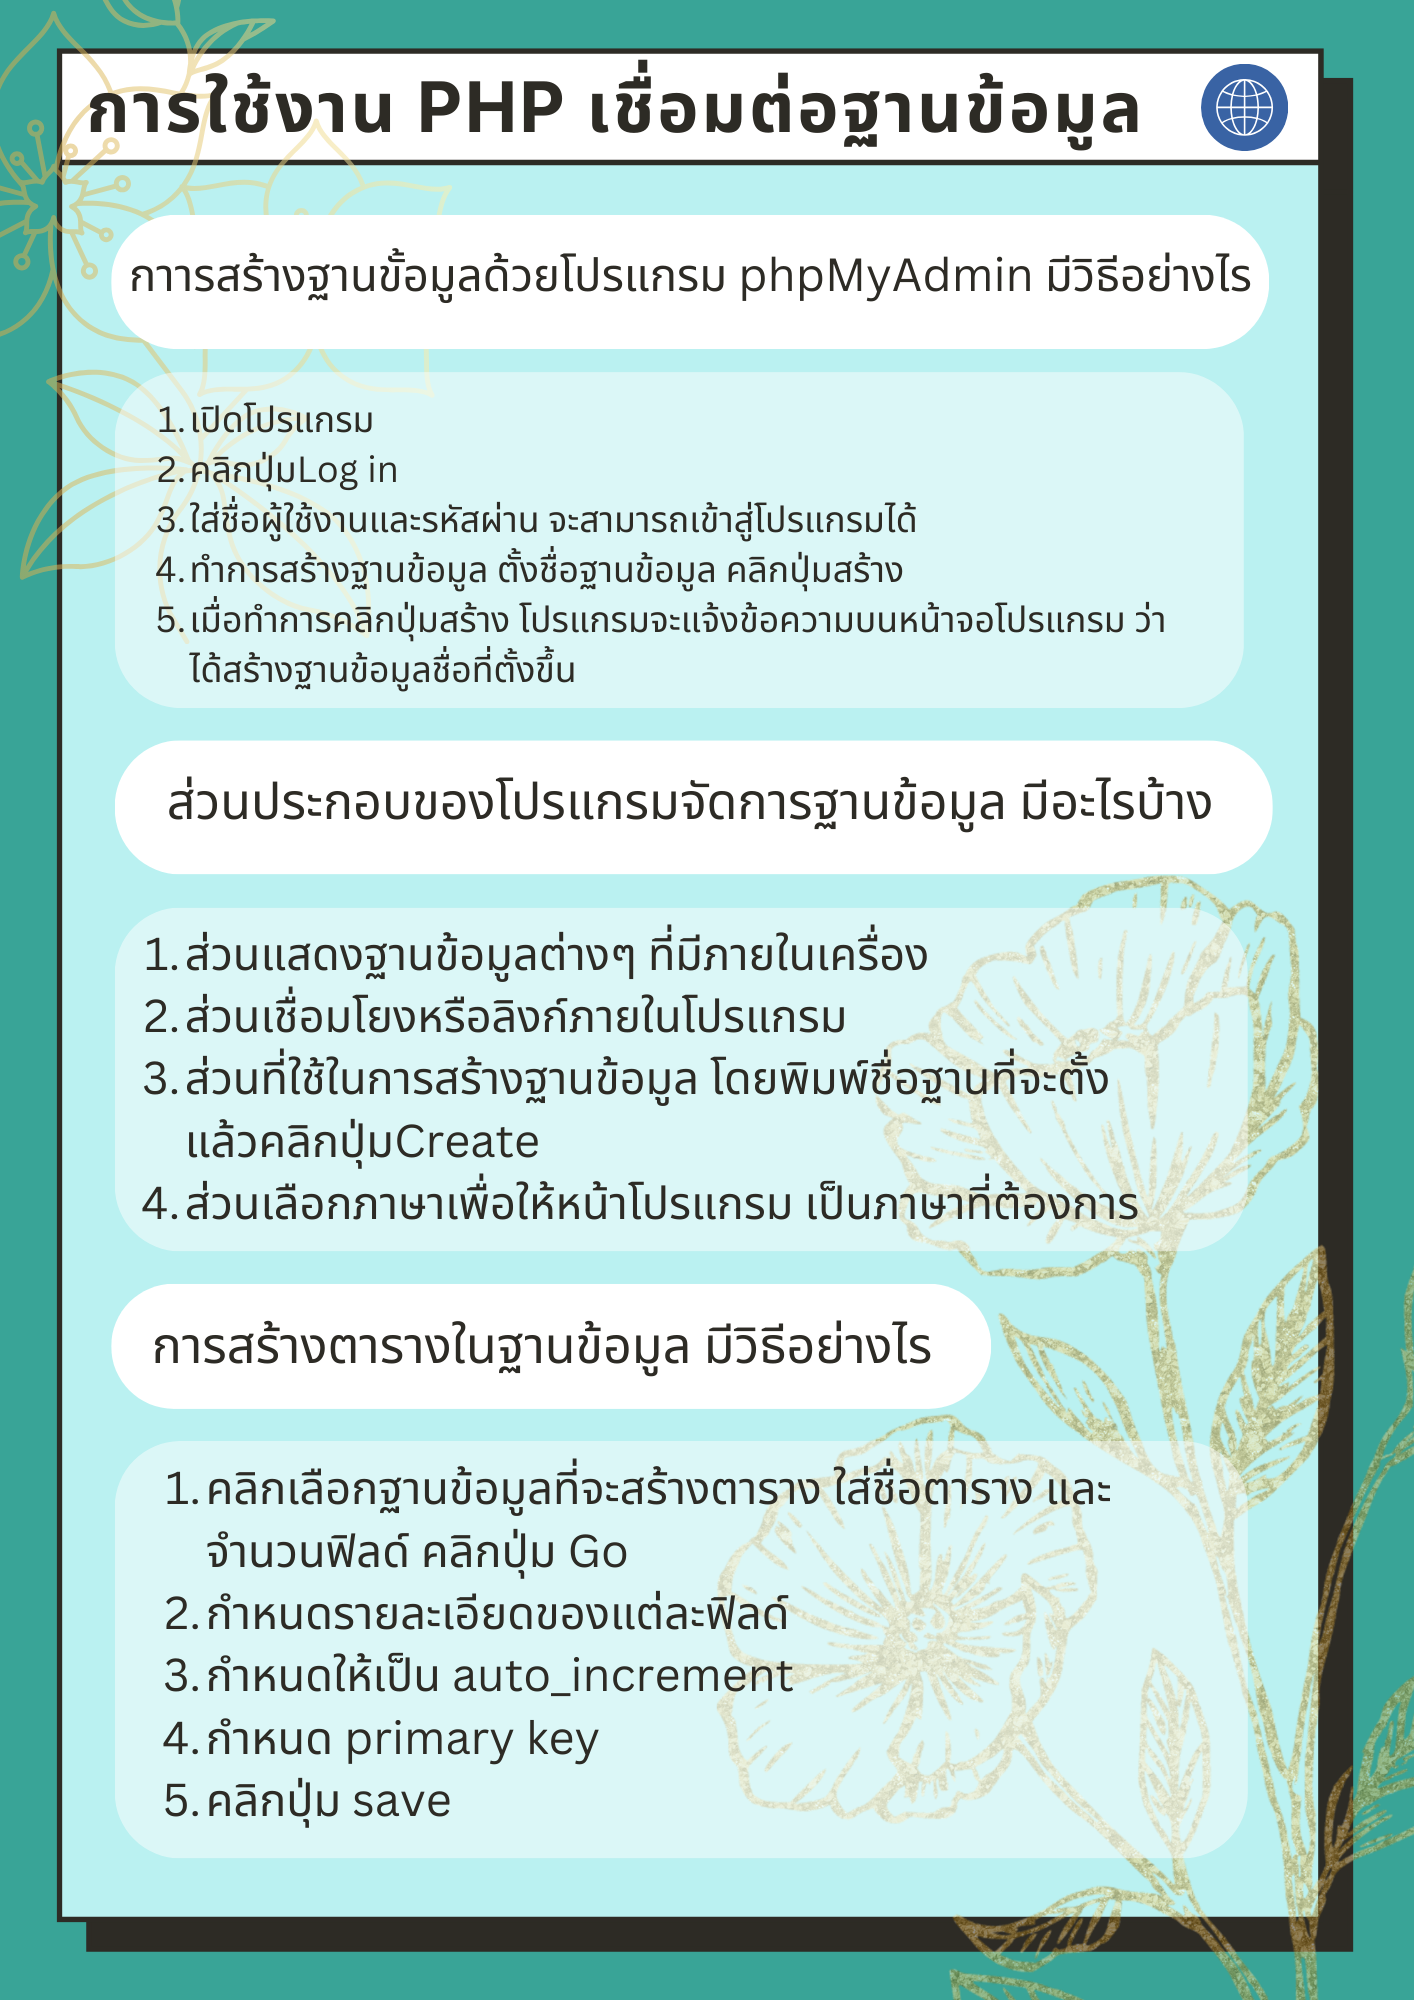 การใช้งาน PHP เชื่อมต่อฐานข้อมูล
กาารสร้างฐานขั้อมูลด้วยโปรแกรม phpMyAdmin มีวิธีอย่างไร
1. เปิดโปรแกรม
2. คลิกปุ่มLog in
3. ใส่ชื่อผู้ใช้งานและรหัสผ่าน จะสามารถเข้าสู่โปรแกรมได้
4. ทำการสร้างฐานข้อมูล ตั้งชื่อฐานข้อมูล คลิกปุ่มสร้าง
5. เมื่อทำการคลิกปุ่มสร้าง โปรแกรมจะแจ้งข้อความบนหน้าจอโปรแกรม ว่า
ได้สร้างฐานข้อมูลชื่อที่ตั้งขึ้น
ส่วนประกอบของโปรแกรมจัดการฐานข้อมูล มีอะไรบ้าง
1. ส่วนแสดงฐานข้อมูลต่างๆ ที่มีภายในเครื่อง
2. ส่วนเชื่อมโยงหรือลิงก์ภายในโปรแกรม
3. ส่วนที่ใช้ในการสร้างฐานข้อมูล โดยพิมพ์ชื่อฐานที่จะตั้ง
แล้วคลิกปุ่มCreate
4. ส่วนเลือกภาษาเพื่อให้หน้าโปรแกรม เป็นภาษาที่ต้องการ
การสร้างตารางในฐานข้อมูล มีวิธีอย่างไร
1. คลิกเลือกฐานข้อมูลที่จะสร้างตาราง ใส่ชื่อตาราง และ
จำนวนฟิลด์ คลิกปุ่ม Go
2. กำหนดรายละเอียดของแต่ละฟิลด์
3. กำหนดให้เป็น auto_increment
4. กำหนด primary key
5. คลิกปุ่ม save